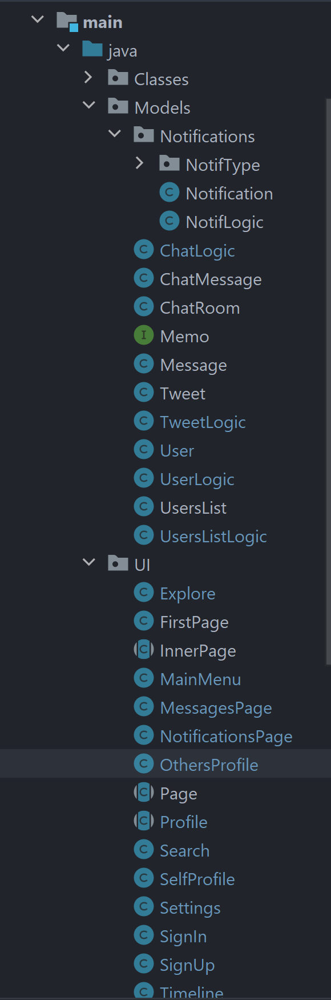 main
java
Classes
Models
Notifications
NotifType
Notification
NotifLogic
ChatLogic
ChatMessage
ChatRoom
Memo
Message
Tweet
TweetLogic
User
UserLogic
UsersList
UsersListLogic
UI
Explore
FirstPage
InnerPage
MainMenu
MessagesPage
NotificationsPage
OthersProfile
Page
Profile
Search
SelfProfile
Settings
SignIn
SignUp
Timeline